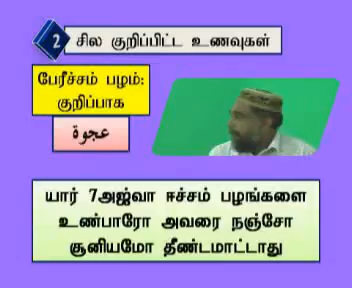 2 சில குறிப்பிட்ட உணவுகள்
பேரீச்சம் பழம்:
குறிப்பாக
عجوة
யார் 7அஜ்வா ஈச்சம் பழங்களை
உண்பாரோ அவரை நஞ்சோ
சூனியமோ தீண்டமாட்டாது